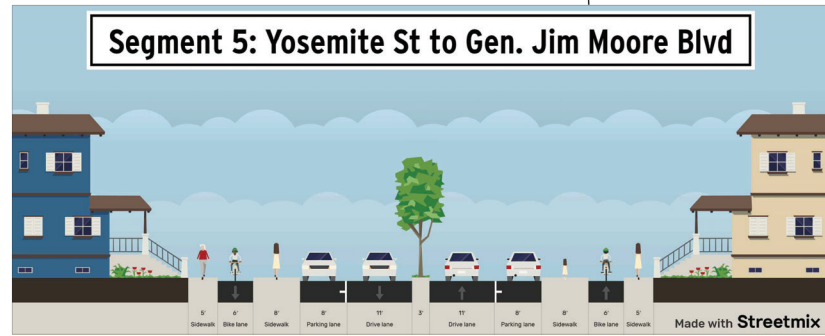 Segment 5: Yosemite St to Gen. Jim Moore Blvd
5' 6' 8' 8' 11' 3' 11' 8' 8' 6' 5'
Sidewalk Bike lane Sidewalk Parking lane Drive lane Drive lane Parking lane Sidewalk Bike lane Sidewalk
Made with Streetmix